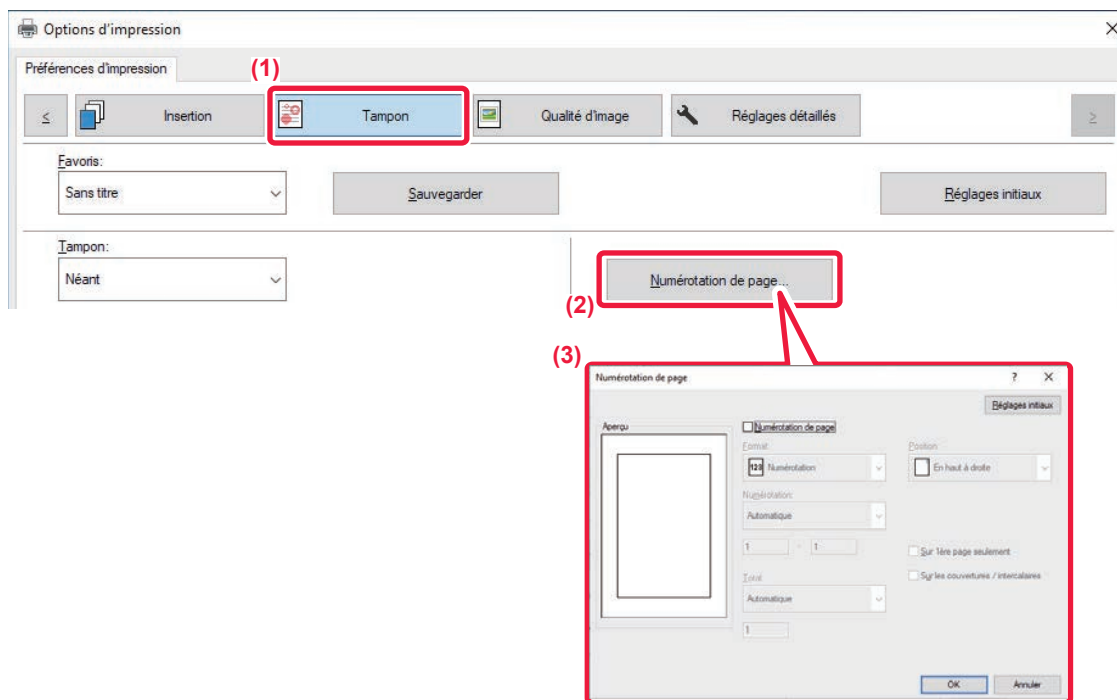 Options d'impression
Préférences d'impression
(1)
≤ Insertion Tampon Qualité d'image Réglages détaillés ≥
Favoris:
Sans titre Sauvegarder Réglages initiaux
Tampon:
Néant Numérotation de page...
(2)
(3)
Numérotation de page ? ✕
Réglages initiaux
Aperçu Numérotation de page
Format: Position:
123 Numérotation En haut à droite
Numérotation:
Automatique
1 - 1 Sur 1ère page seulement
Total: Sur les couvertures / intercalaires
Automatique
1
OK Annuler